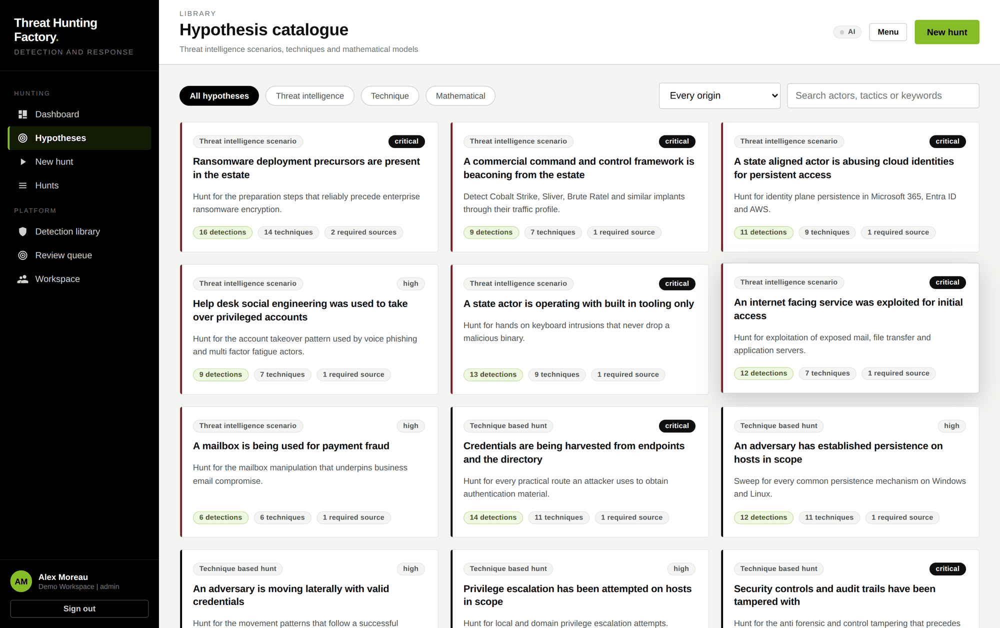 Threat Hunting
Factory.
DETECTION AND RESPONSE
HUNTING
Dashboard
Hypotheses
New hunt
Hunts
PLATFORM
Detection library
Review queue
Workspace
AM
Alex Moreau
Demo Workspace | admin
Sign out
LIBRARY
Hypothesis catalogue
Threat intelligence scenarios, techniques and mathematical models
AI
Menu
New hunt
All hypotheses
Threat intelligence
Technique
Mathematical
Every origin
Search actors, tactics or keywords
Threat intelligence scenario
critical
Ransomware deployment precursors are present
in the estate
Hunt for the preparation steps that reliably precede enterprise
ransomware encryption.
16 detections
14 techniques
2 required sources
Threat intelligence scenario
critical
A commercial command and control framework is
beaconing from the estate
Detect Cobalt Strike, Sliver, Brute Ratel and similar implants
through their traffic profile.
9 detections
7 techniques
1 required source
Threat intelligence scenario
critical
A state aligned actor is abusing cloud identities
for persistent access
Hunt for identity plane persistence in Microsoft 365, Entra ID
and AWS.
11 detections
9 techniques
1 required source
Threat intelligence scenario
high
Help desk social engineering was used to take
over privileged accounts
Hunt for the account takeover pattern used by voice phishing
and multi factor fatigue actors.
9 detections
7 techniques
1 required source
Threat intelligence scenario
critical
A state actor is operating with built in tooling only
Hunt for hands on keyboard intrusions that never drop a
malicious binary.
13 detections
9 techniques
1 required source
Threat intelligence scenario
critical
An internet facing service was exploited for initial
access
Hunt for exploitation of exposed mail, file transfer and
application servers.
12 detections
7 techniques
1 required source
Threat intelligence scenario
high
A mailbox is being used for payment fraud
Hunt for the mailbox manipulation that underpins business
email compromise.
6 detections
6 techniques
1 required source
Technique based hunt
critical
Credentials are being harvested from endpoints
and the directory
Hunt for every practical route an attacker uses to obtain
authentication material.
14 detections
11 techniques
1 required source
Technique based hunt
high
An adversary has established persistence on
hosts in scope
Sweep for every common persistence mechanism on Windows
and Linux.
12 detections
11 techniques
1 required source
Technique based hunt
high
An adversary is moving laterally with valid
credentials
Hunt for the movement patterns that follow a successful
Technique based hunt
high
Privilege escalation has been attempted on hosts
in scope
Hunt for local and domain privilege escalation attempts.
Technique based hunt
critical
Security controls and audit trails have been
tampered with
Hunt for the anti forensic and control tampering that precedes